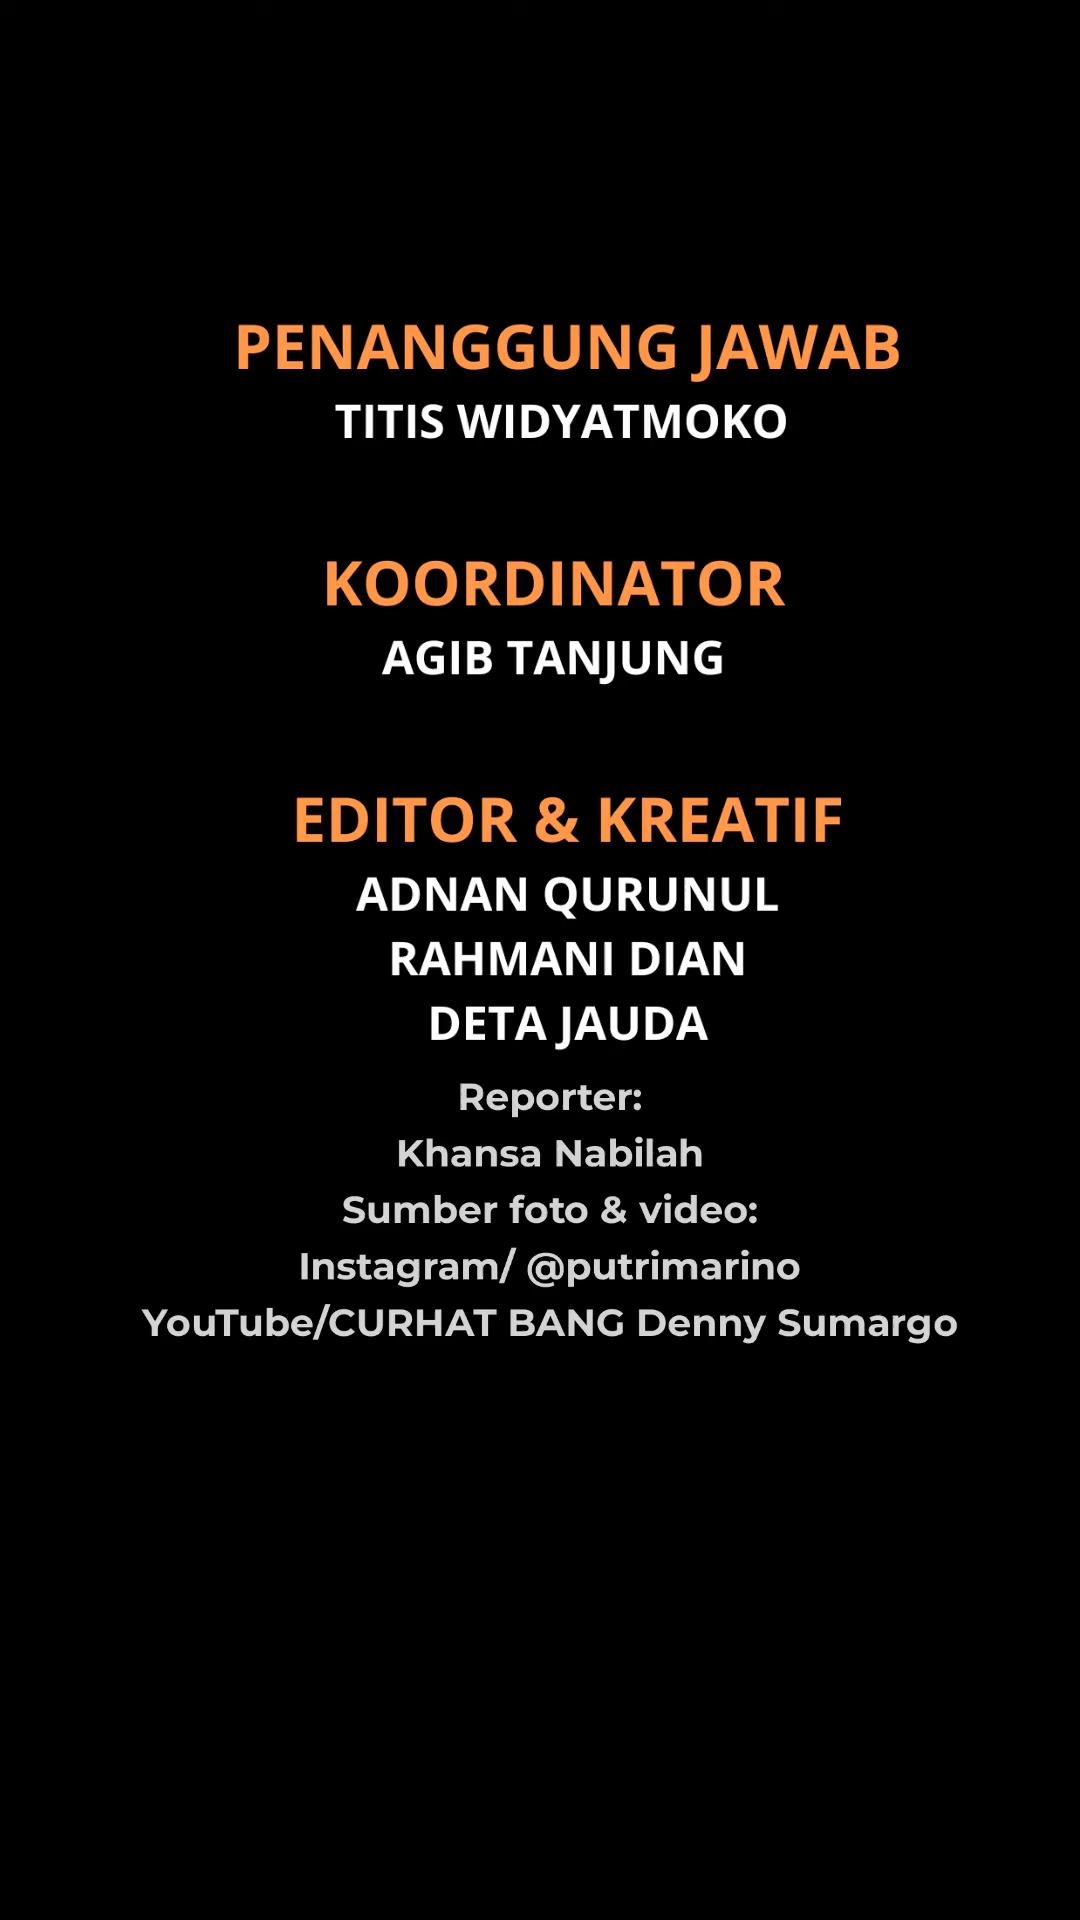 PENANGGUNG JAWAB
TITIS WIDYATMOKO
KOORDINATOR
AGIB TANJUNG
EDITOR & KREATIF
ADNAN QURUNUL
RAHMANI DIAN
DETA JAUDA
Reporter:
Khansa Nabilah
Sumber foto & video:
Instagram/ @putrimarino
YouTube/CURHAT BANG Denny Sumargo